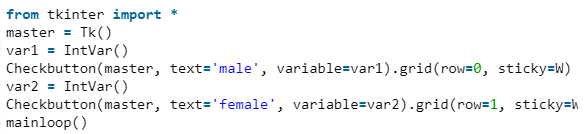 from tkinter import *
master = Tk()
var1 = IntVar()
Checkbutton(master, text='male', variable=var1).grid(row=0, sticky=W)
var2 = IntVar()
Checkbutton(master, text='female', variable=var2).grid(row=1, sticky=W
mainloop()